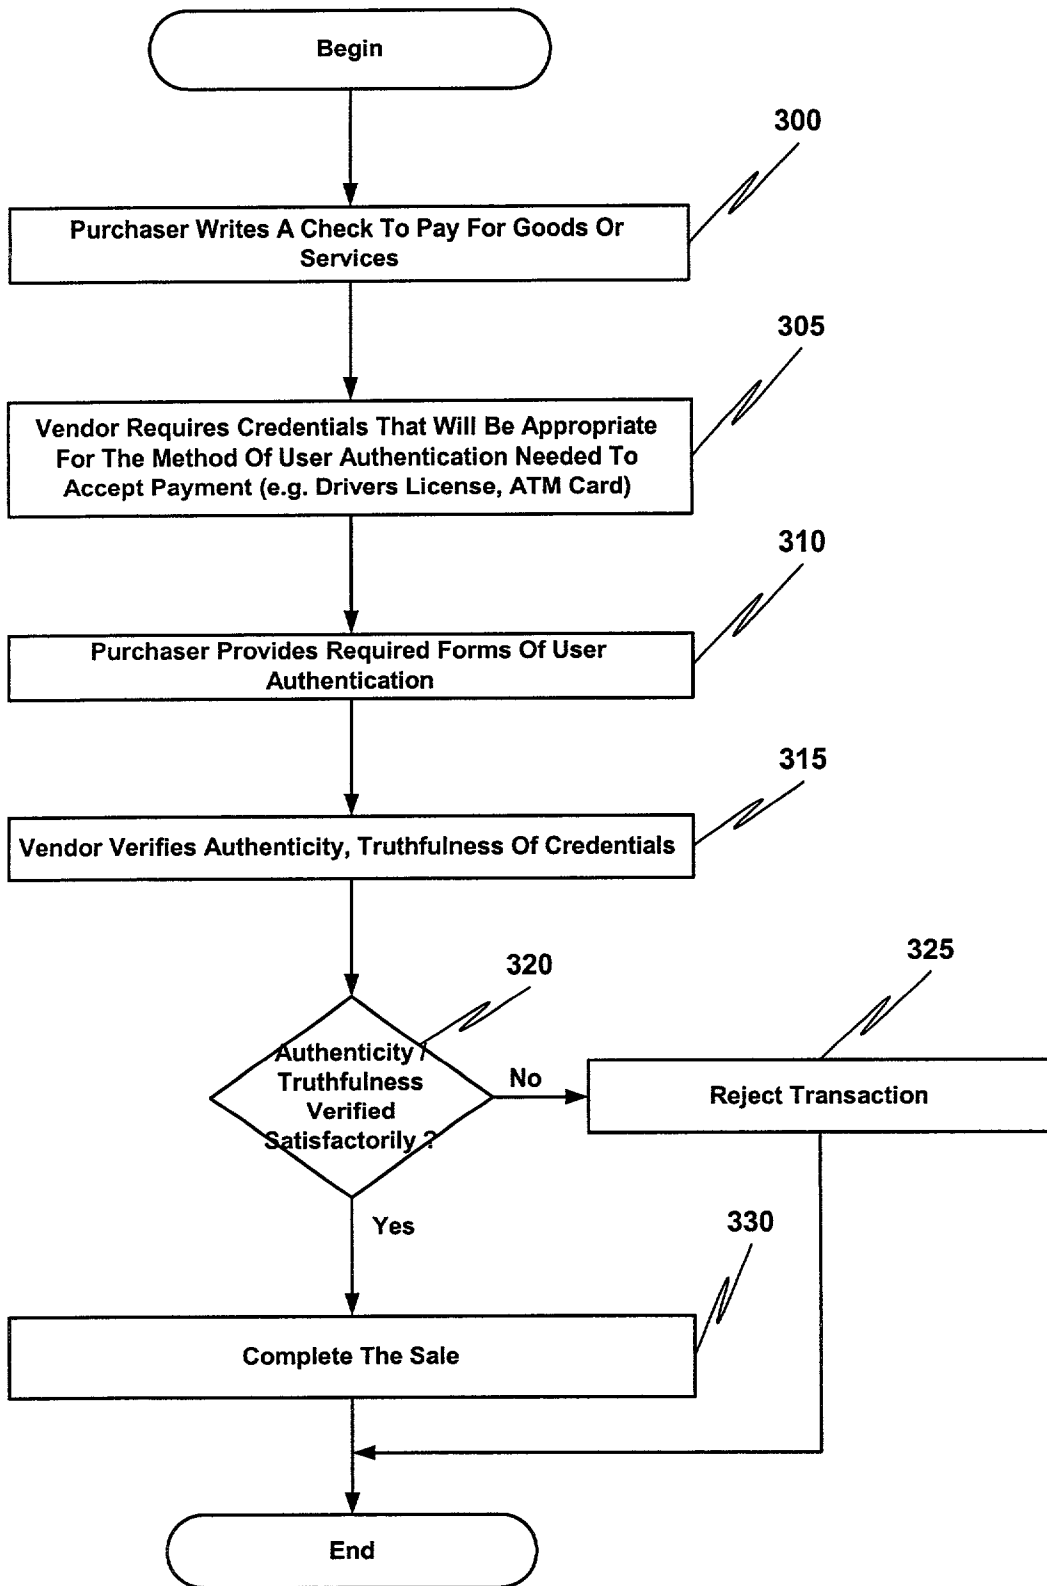 Begin
300
Purchaser Writes A Check To Pay For Goods Or
Services
305
Vendor Requires Credentials That Will Be Appropriate
For The Method Of User Authentication Needed To
Accept Payment (e.g. Drivers License, ATM Card)
310
Purchaser Provides Required Forms Of User
Authentication
315
Vendor Verifies Authenticity, Truthfulness Of Credentials
320
325
Authenticity /
Truthfulness
Verified
Satisfactorily ?
No
Reject Transaction
Yes
330
Complete The Sale
End